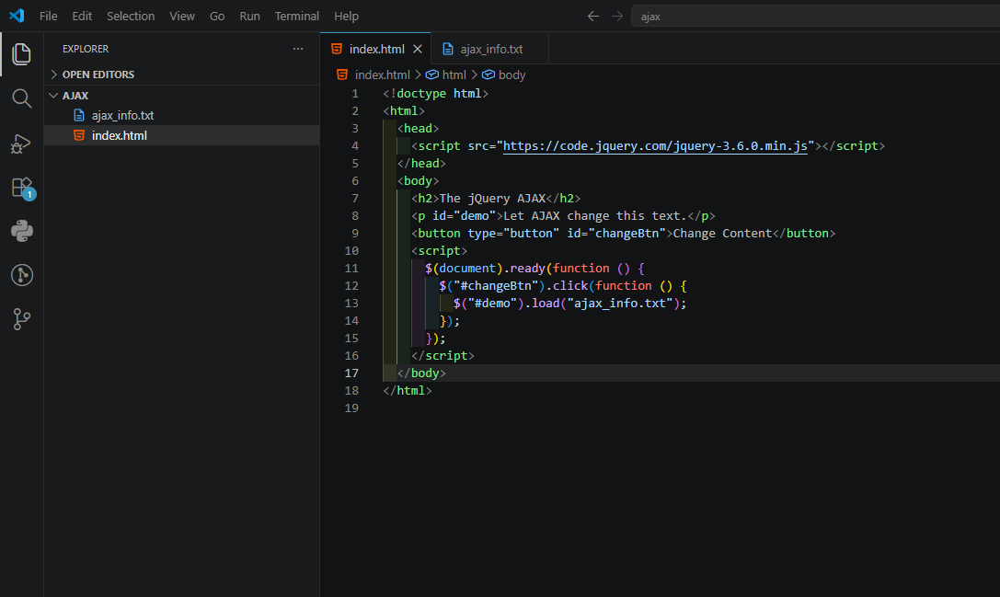 File Edit Selection View Go Run Terminal Help ajax
EXPLORER ...
OPEN EDITORS
AJAX
ajax_info.txt
index.html
1
index.html ajax_info.txt
index.html > html > body
1 <!doctype html>
2 <html>
3 <head>
4 <script src="https://code.jquery.com/jquery-3.6.0.min.js"></script>
5 </head>
6 <body>
7 <h2>The jQuery AJAX</h2>
8 <p id="demo">Let AJAX change this text.</p>
9 <button type="button" id="changeBtn">Change Content</button>
10 <script>
11 $(document).ready(function () {
12 $("#changeBtn").click(function () {
13 $("#demo").load("ajax_info.txt");
14 });
15 });
16 </script>
17 </body>
18 </html>
19